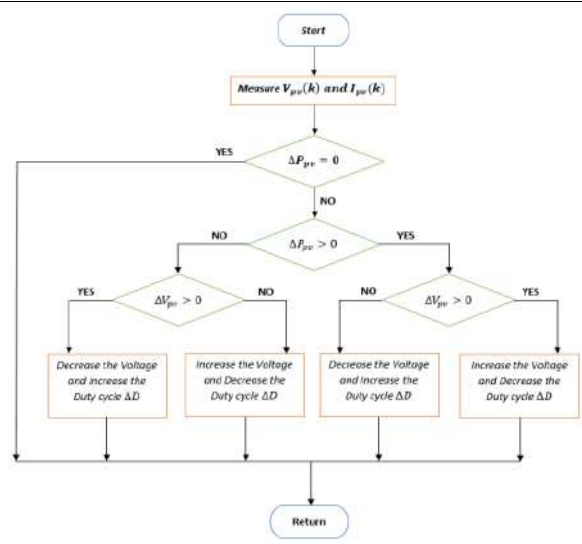 Start
Measure V_pv(k) and I_pv(k)
YES
ΔP_pv = 0
NO
NO
ΔP_pv > 0
YES
YES
ΔV_pv > 0
NO
NO
ΔV_pv > 0
YES
Decrease the Voltage
and Increase the
Duty cycle ΔD
Increase the Voltage
and Decrease the
Duty cycle ΔD
Decrease the Voltage
and Increase the
Duty cycle ΔD
Increase the Voltage
and Decrease the
Duty cycle ΔD
Return